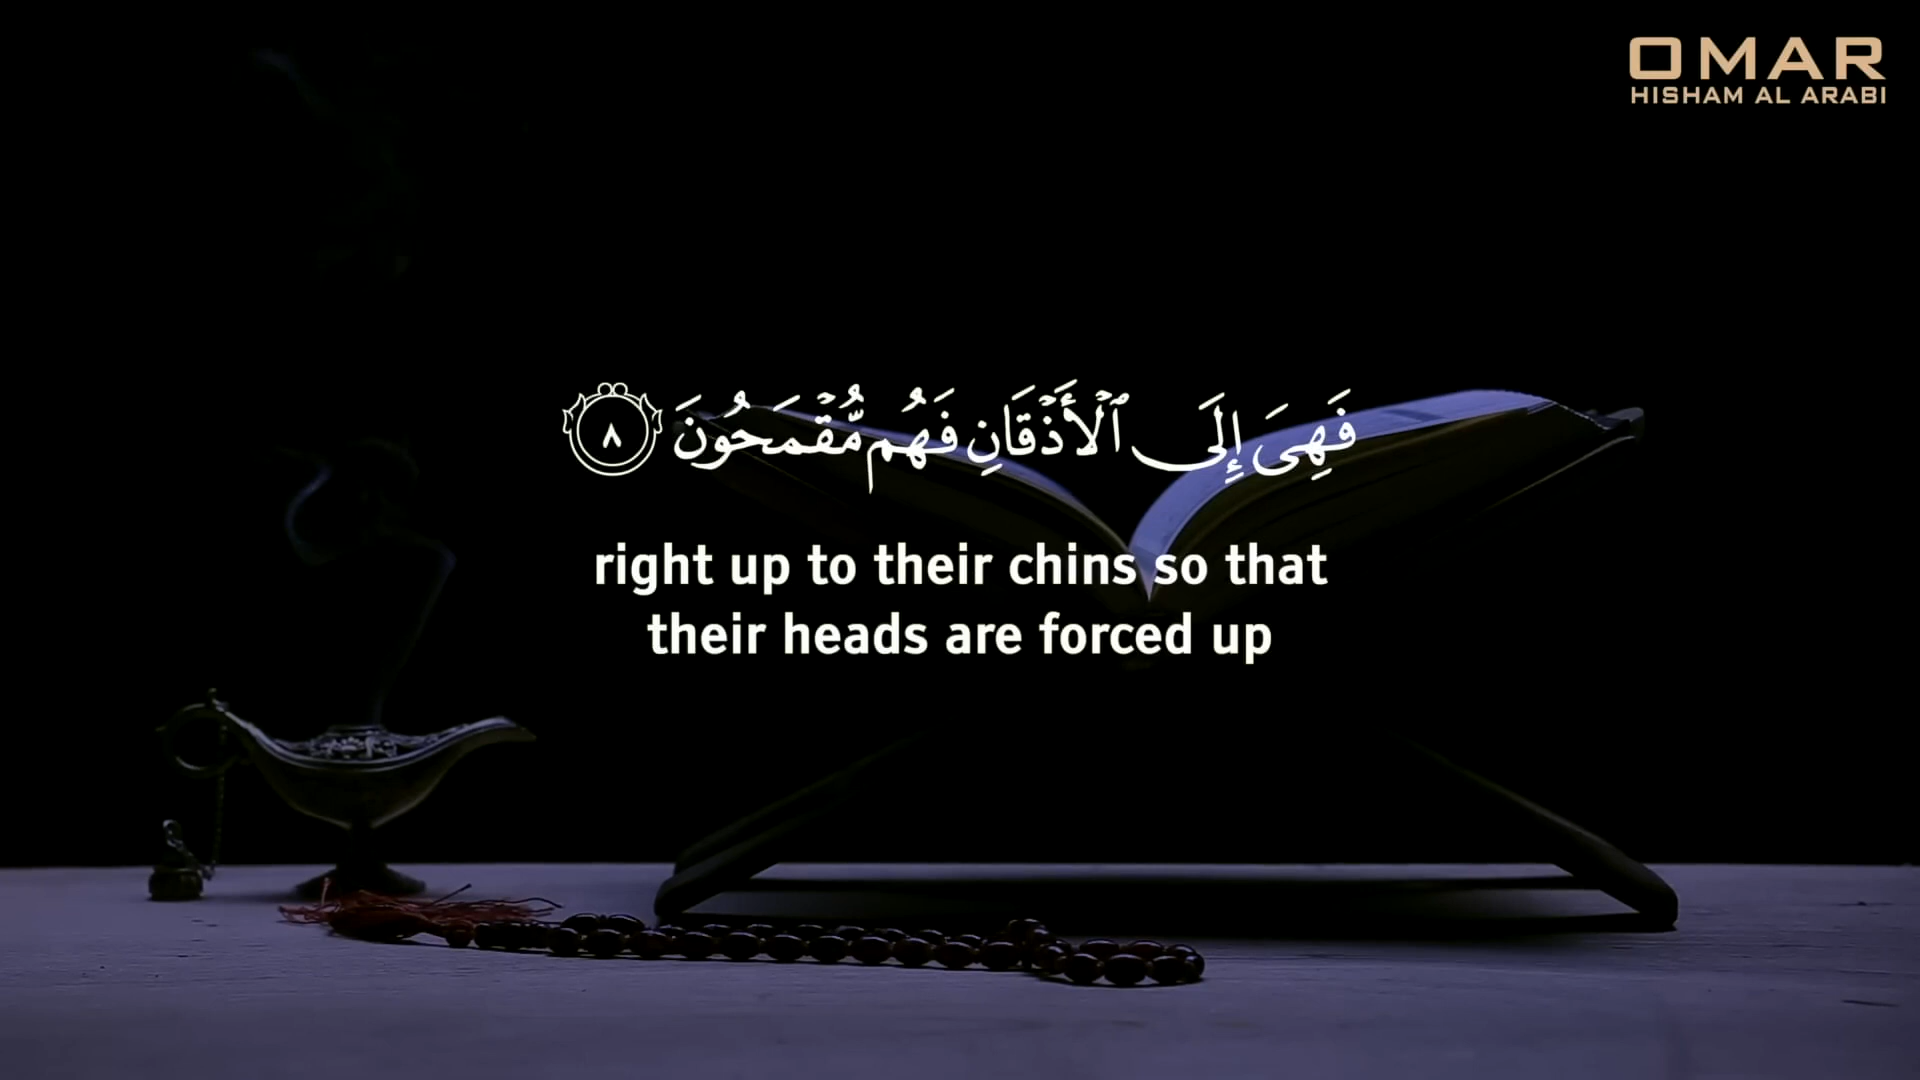 OMAR
HISHAM AL ARABI
فَهِىَ إِلَى ٱلْأَذْقَانِ فَهُم مُّقْمَحُونَ ٨
right up to their chins so that
their heads are forced up